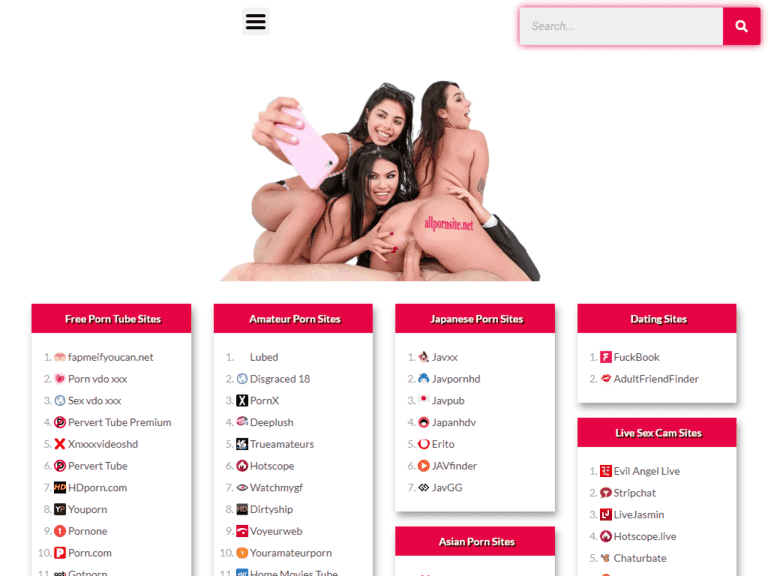 Search...
allpornsite.net
Free Porn Tube Sites
1. fapmeifyoucan.net
2. Porn vdo xxx
3. Sex vdo xxx
4. Pervert Tube Premium
5. Xnxxxvideoshd
6. Pervert Tube
7. HDporn.com
8. Youporn
9. Pornone
10. Porn.com
11. Gotporn
Amateur Porn Sites
1. Lubed
2. Disgraced 18
3. PornX
4. Deeplush
5. Trueamateurs
6. Hotscope
7. Watchmygf
8. Dirtyship
9. Voyeurweb
10. Youramateurporn
11. Home Movies Tube
Japanese Porn Sites
1. Javxx
2. Javpornhd
3. Javpub
4. Japanhdv
5. Erito
6. JAVfinder
7. JavGG
Asian Porn Sites
Dating Sites
1. FuckBook
2. AdultFriendFinder
Live Sex Cam Sites
1. Evil Angel Live
2. Stripchat
3. LiveJasmin
4. Hotscope.live
5. Chaturbate